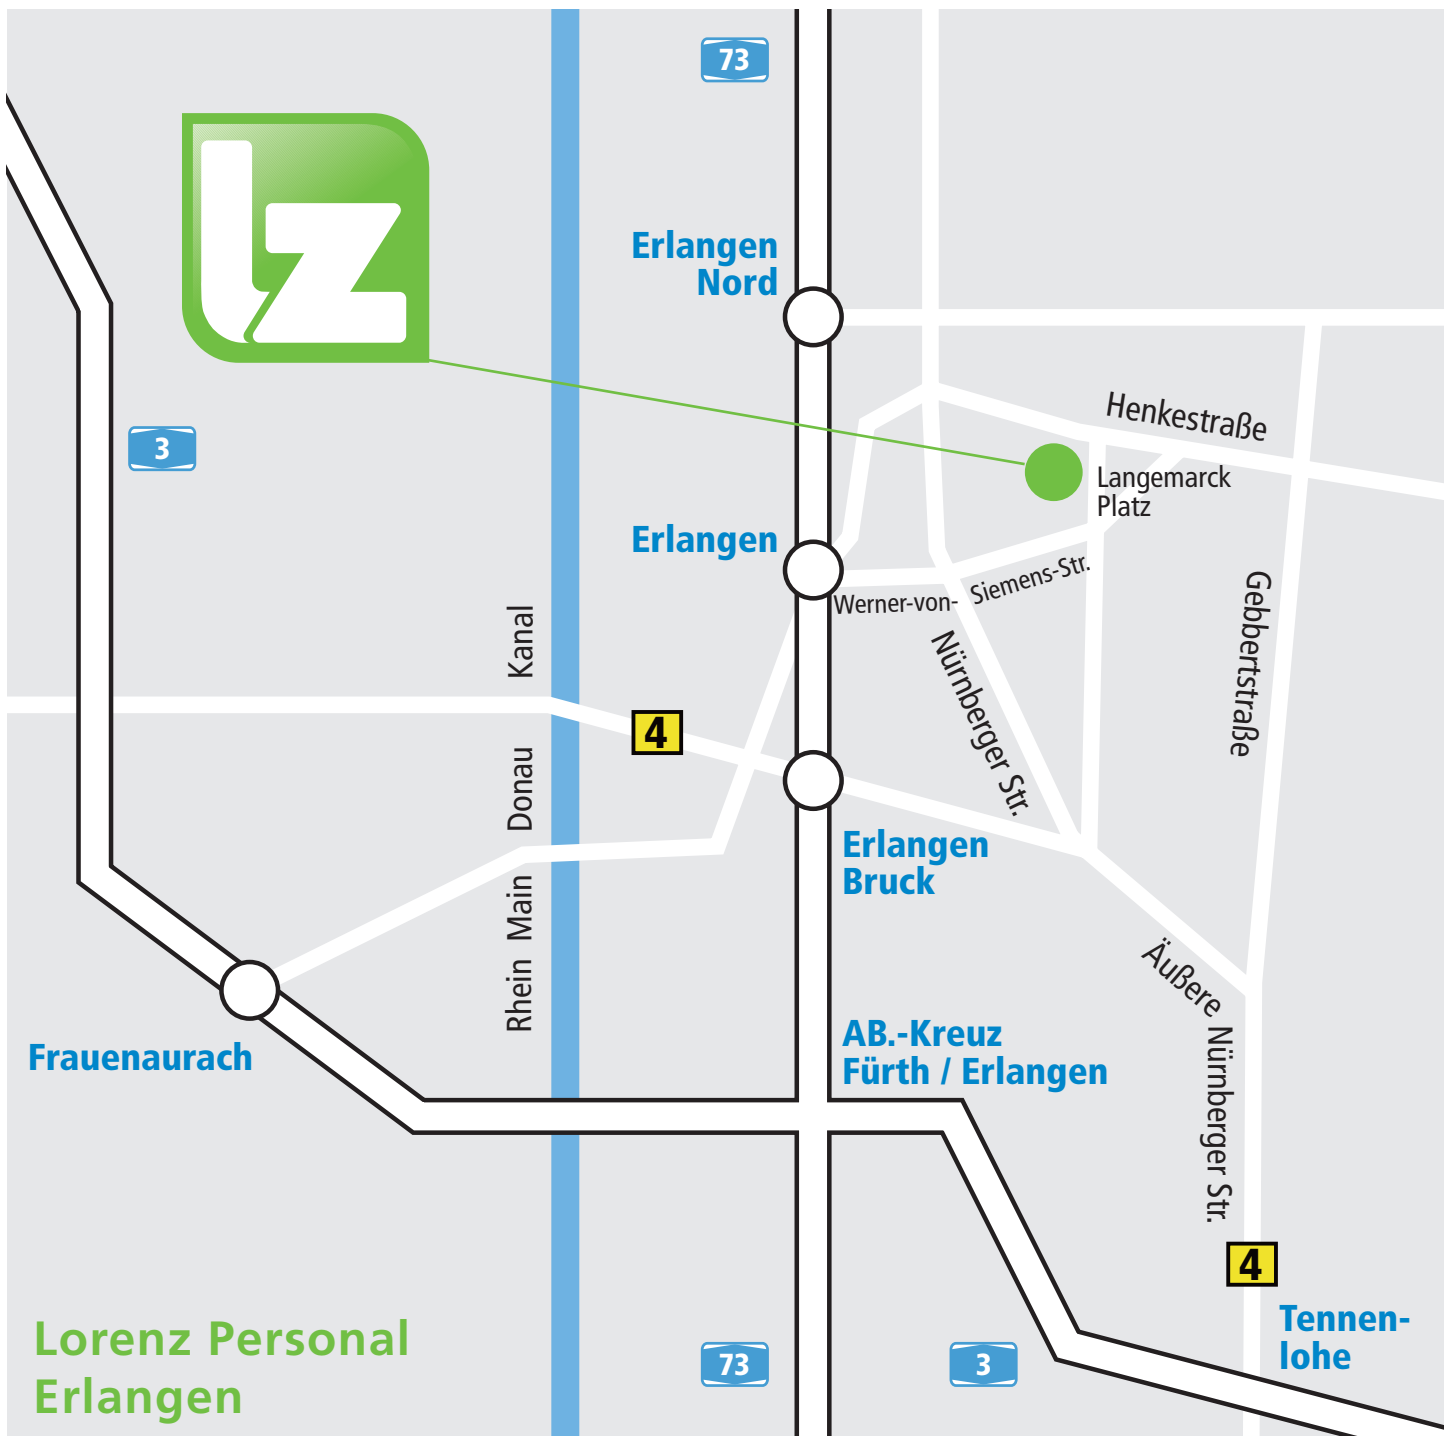 73
LZ
Erlangen
Nord
Henkestraße
3
Langemarck
Platz
Erlangen
Werner-von- Siemens-Str.
Gebbertstraße
Nürnberger Str.
4
Rhein Main Donau Kanal
Erlangen
Bruck
Äußere Nürnberger Str.
Frauenaurach
AB.-Kreuz
Fürth / Erlangen
4
Tennen-
lohe
73
3
Lorenz Personal
Erlangen